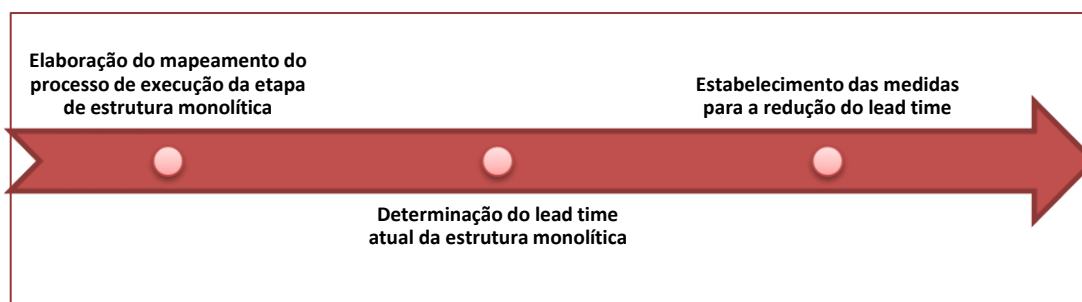 Elaboração do mapeamento do
processo de execução da etapa
de estrutura monolítica
Determinação do lead time
atual da estrutura monolítica
Estabelecimento das medidas
para a redução do lead time